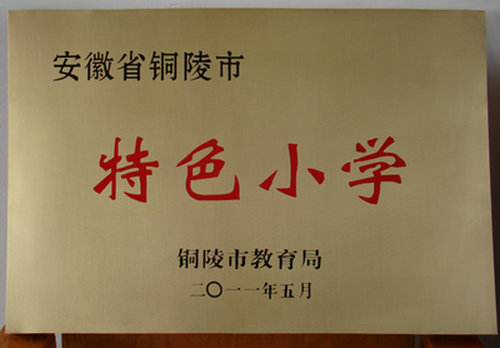 安徽省铜陵市
特色小学
铜陵市教育局
二〇一一年五月